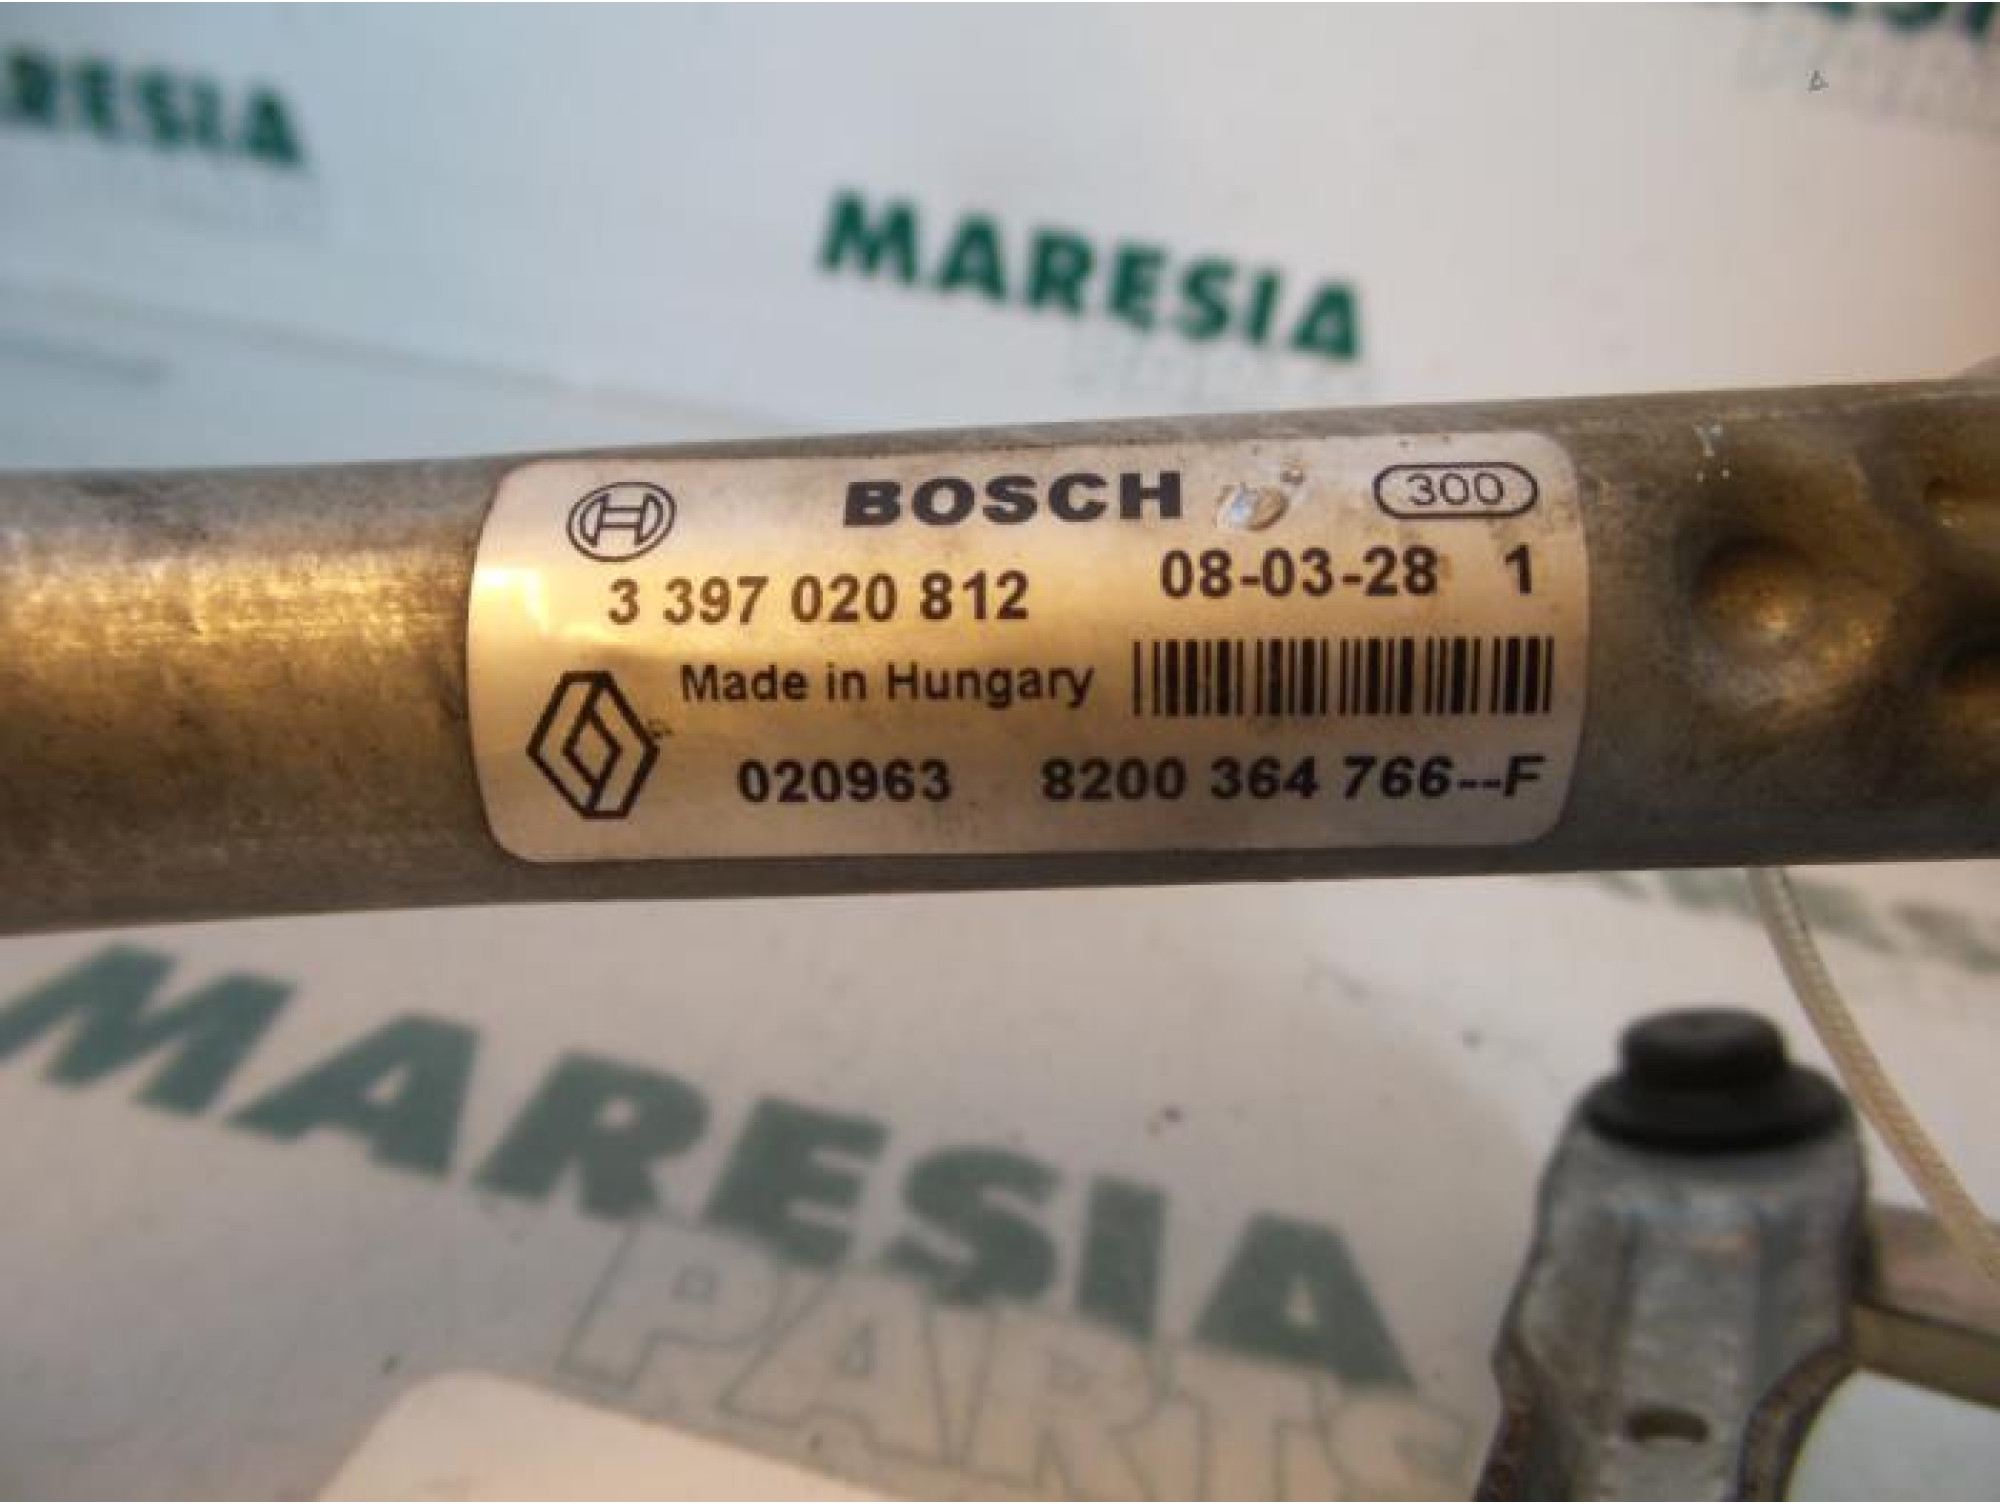 RESIA
MARESIA
BOSCH 300
3 397 020 812 08-03-28 1
Made in Hungary
020963 8200 364 766--F
MARESIA
PARTS